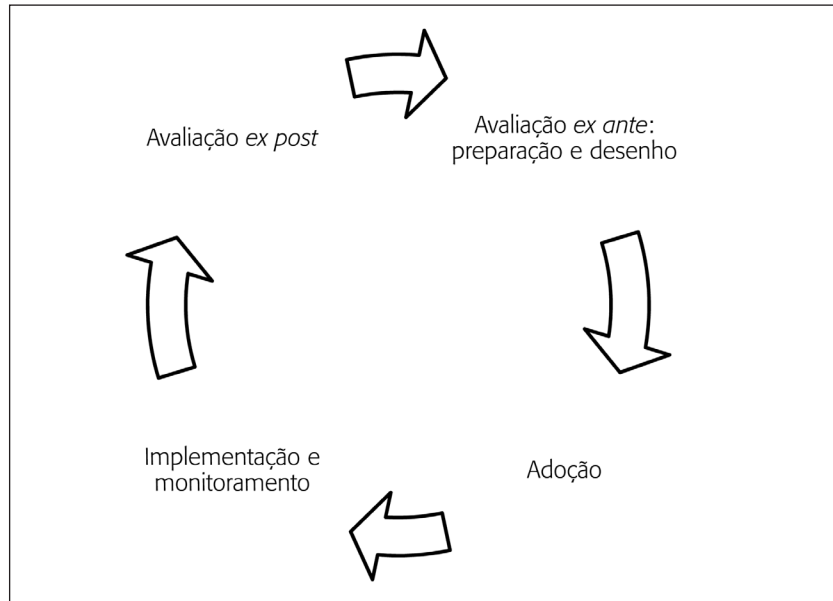 Avaliação ex post
Avaliação ex ante:
preparação e desenho
Implementação e
monitoramento
Adoção